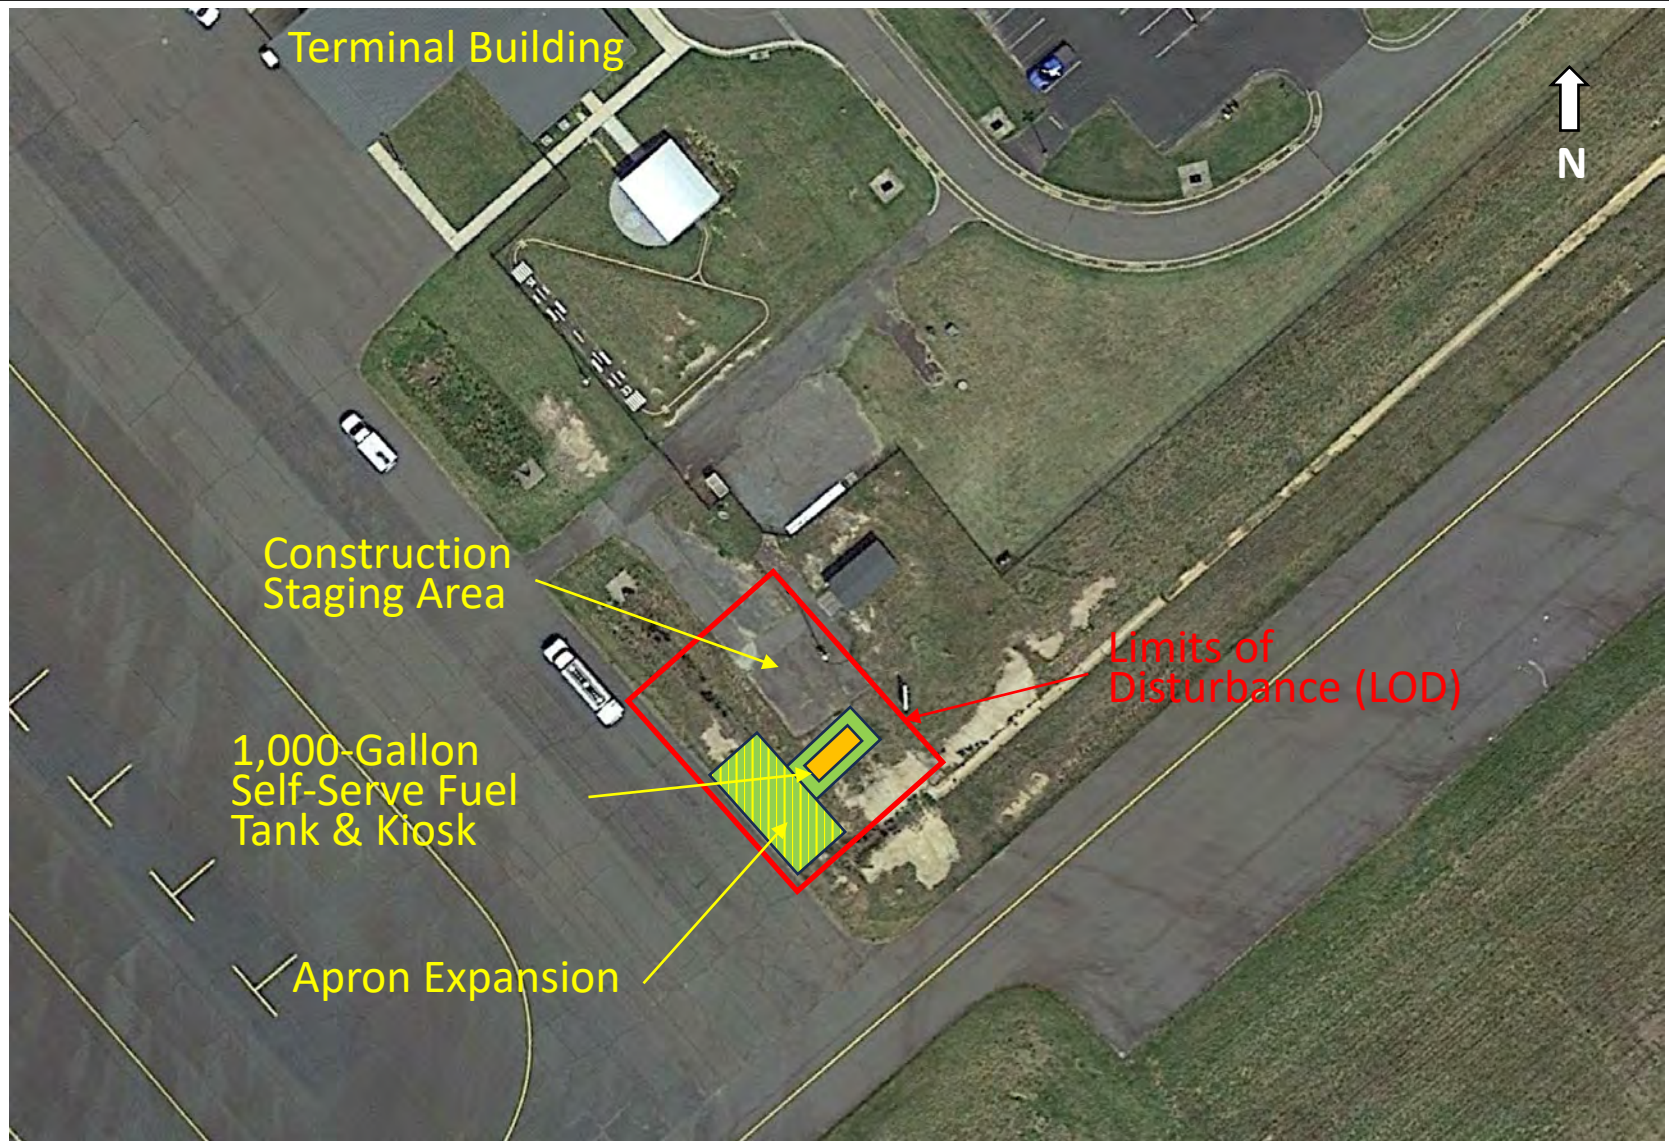 Terminal Building
N
Construction
Staging Area
Limits of
Disturbance (LOD)
1,000-Gallon
Self-Serve Fuel
Tank & Kiosk
Apron Expansion